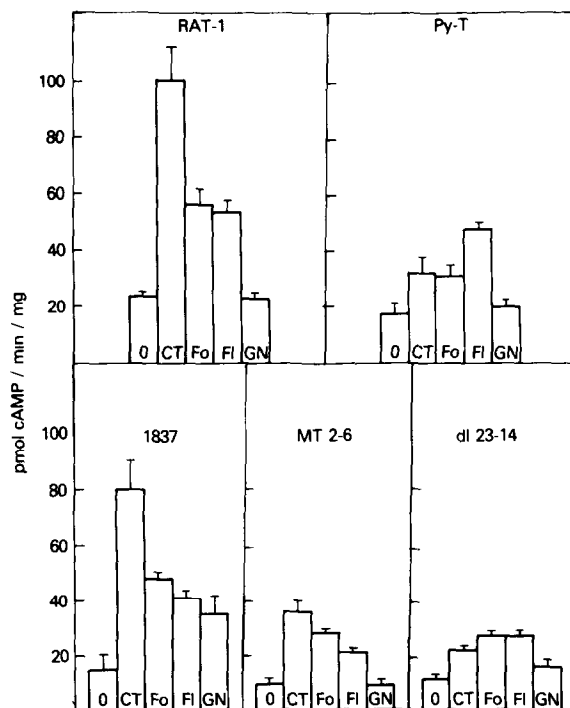 RAT-1
Py-T
100
80
60
40
20
0 CT Fo Fl GN
0 CT Fo Fl GN
pmol cAMP / min / mg
1837
MT 2-6
dl 23-14
100
80
60
40
20
0 CT Fo Fl GN
0 CT Fo Fl GN
0 CT Fo Fl GN